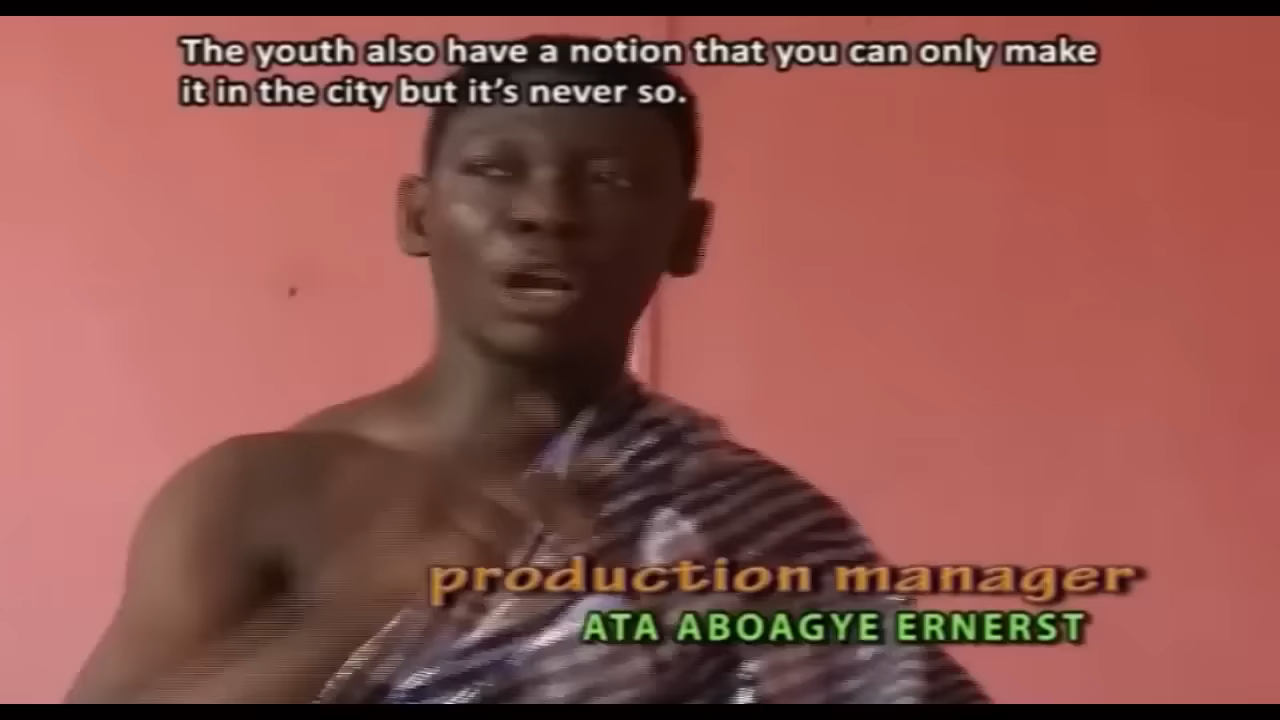 The youth also have a notion that you can only make
it in the city but it's never so.
production manager
ATA ABOAGYE ERNERST